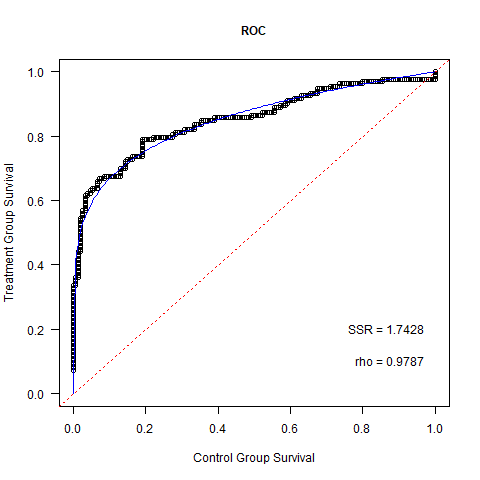 ROC
Treatment Group Survival
1.0
0.8
0.6
0.4
0.2
0.0
SSR = 1.7428
rho = 0.9787
0.0 0.2 0.4 0.6 0.8 1.0
Control Group Survival